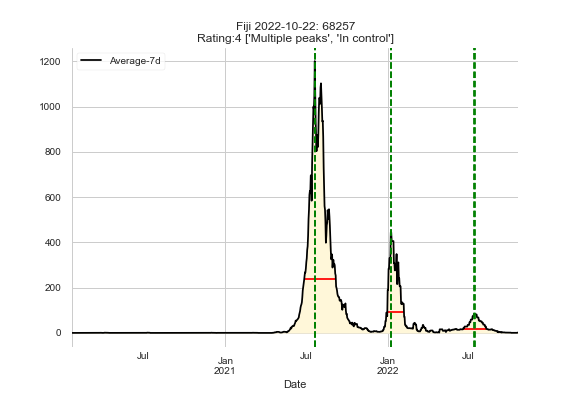 Fiji 2022-10-22: 68257
Rating:4 ['Multiple peaks', 'In control']
Average-7d
1200
1000
800
600
400
200
0
Jul
Jan
2021
Jul
Jan
2022
Jul
Date